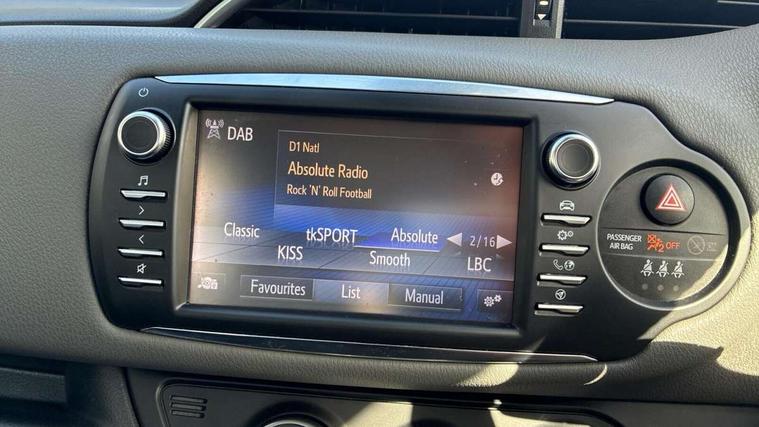 DAB
D1 Natl
Absolute Radio
Rock 'N' Roll Football
Classic tkSPORT Absolute 2/16
KISS Smooth LBC
Favourites List Manual
PASSENGER
AIR BAG 2 OFF